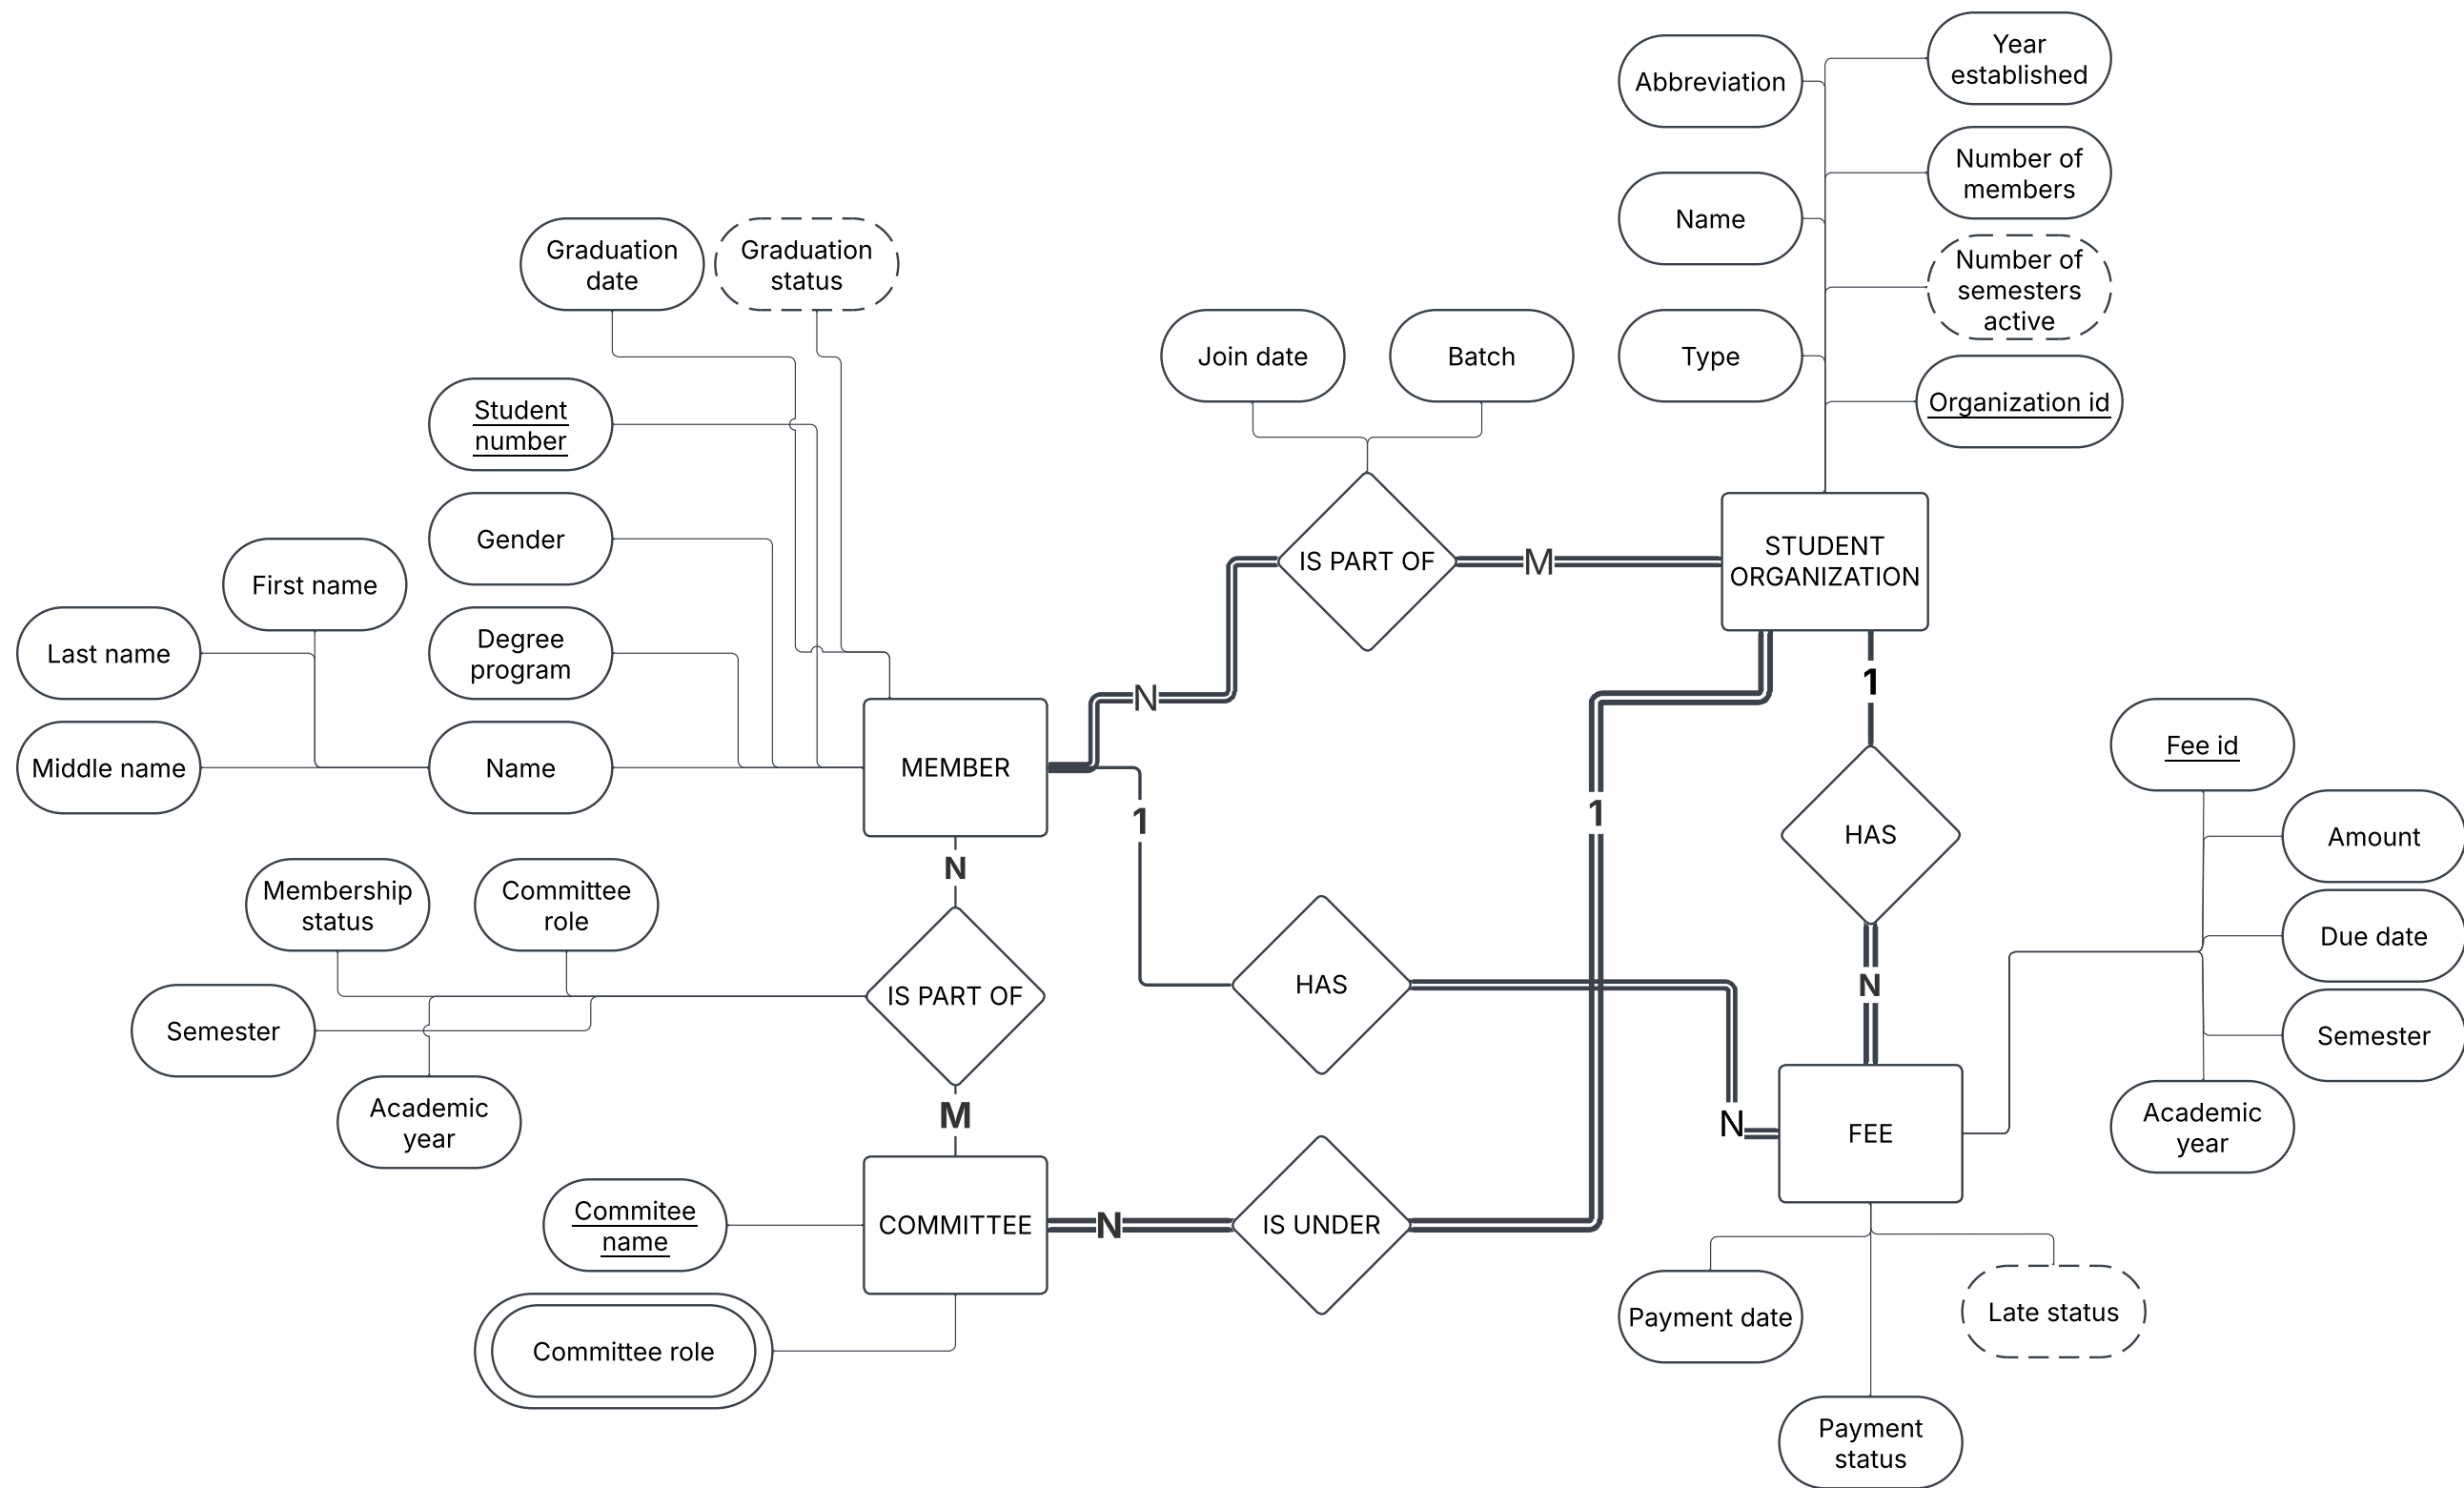 Year
established
Abbreviation
Number of
members
Name
Graduation
date
Graduation
status
Number of
semesters
active
Join date
Batch
Type
Organization id
Student
number
Gender
First name
IS PART OF
M
STUDENT
ORGANIZATION
Last name
Degree
program
N
1
Middle name
Name
MEMBER
Fee id
1
1
HAS
Amount
N
Membership
status
Committee
role
Due date
IS PART OF
HAS
N
Semester
Semester
Academic
year
M
N
FEE
Academic
year
Commitee
name
COMMITTEE
N
IS UNDER
Payment date
Late status
Committee role
Payment
status